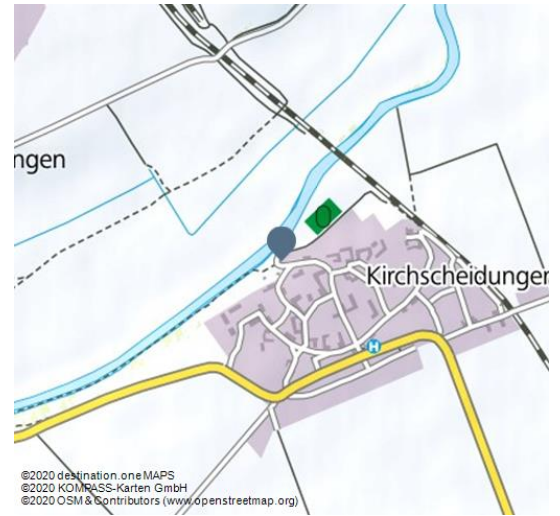 ngen
Kirchscheidungen
H
©2020 destination.one MAPS
©2020 KOMPASS-Karten GmbH
©2020 OSM & Contributors (www.openstreetmap.org)